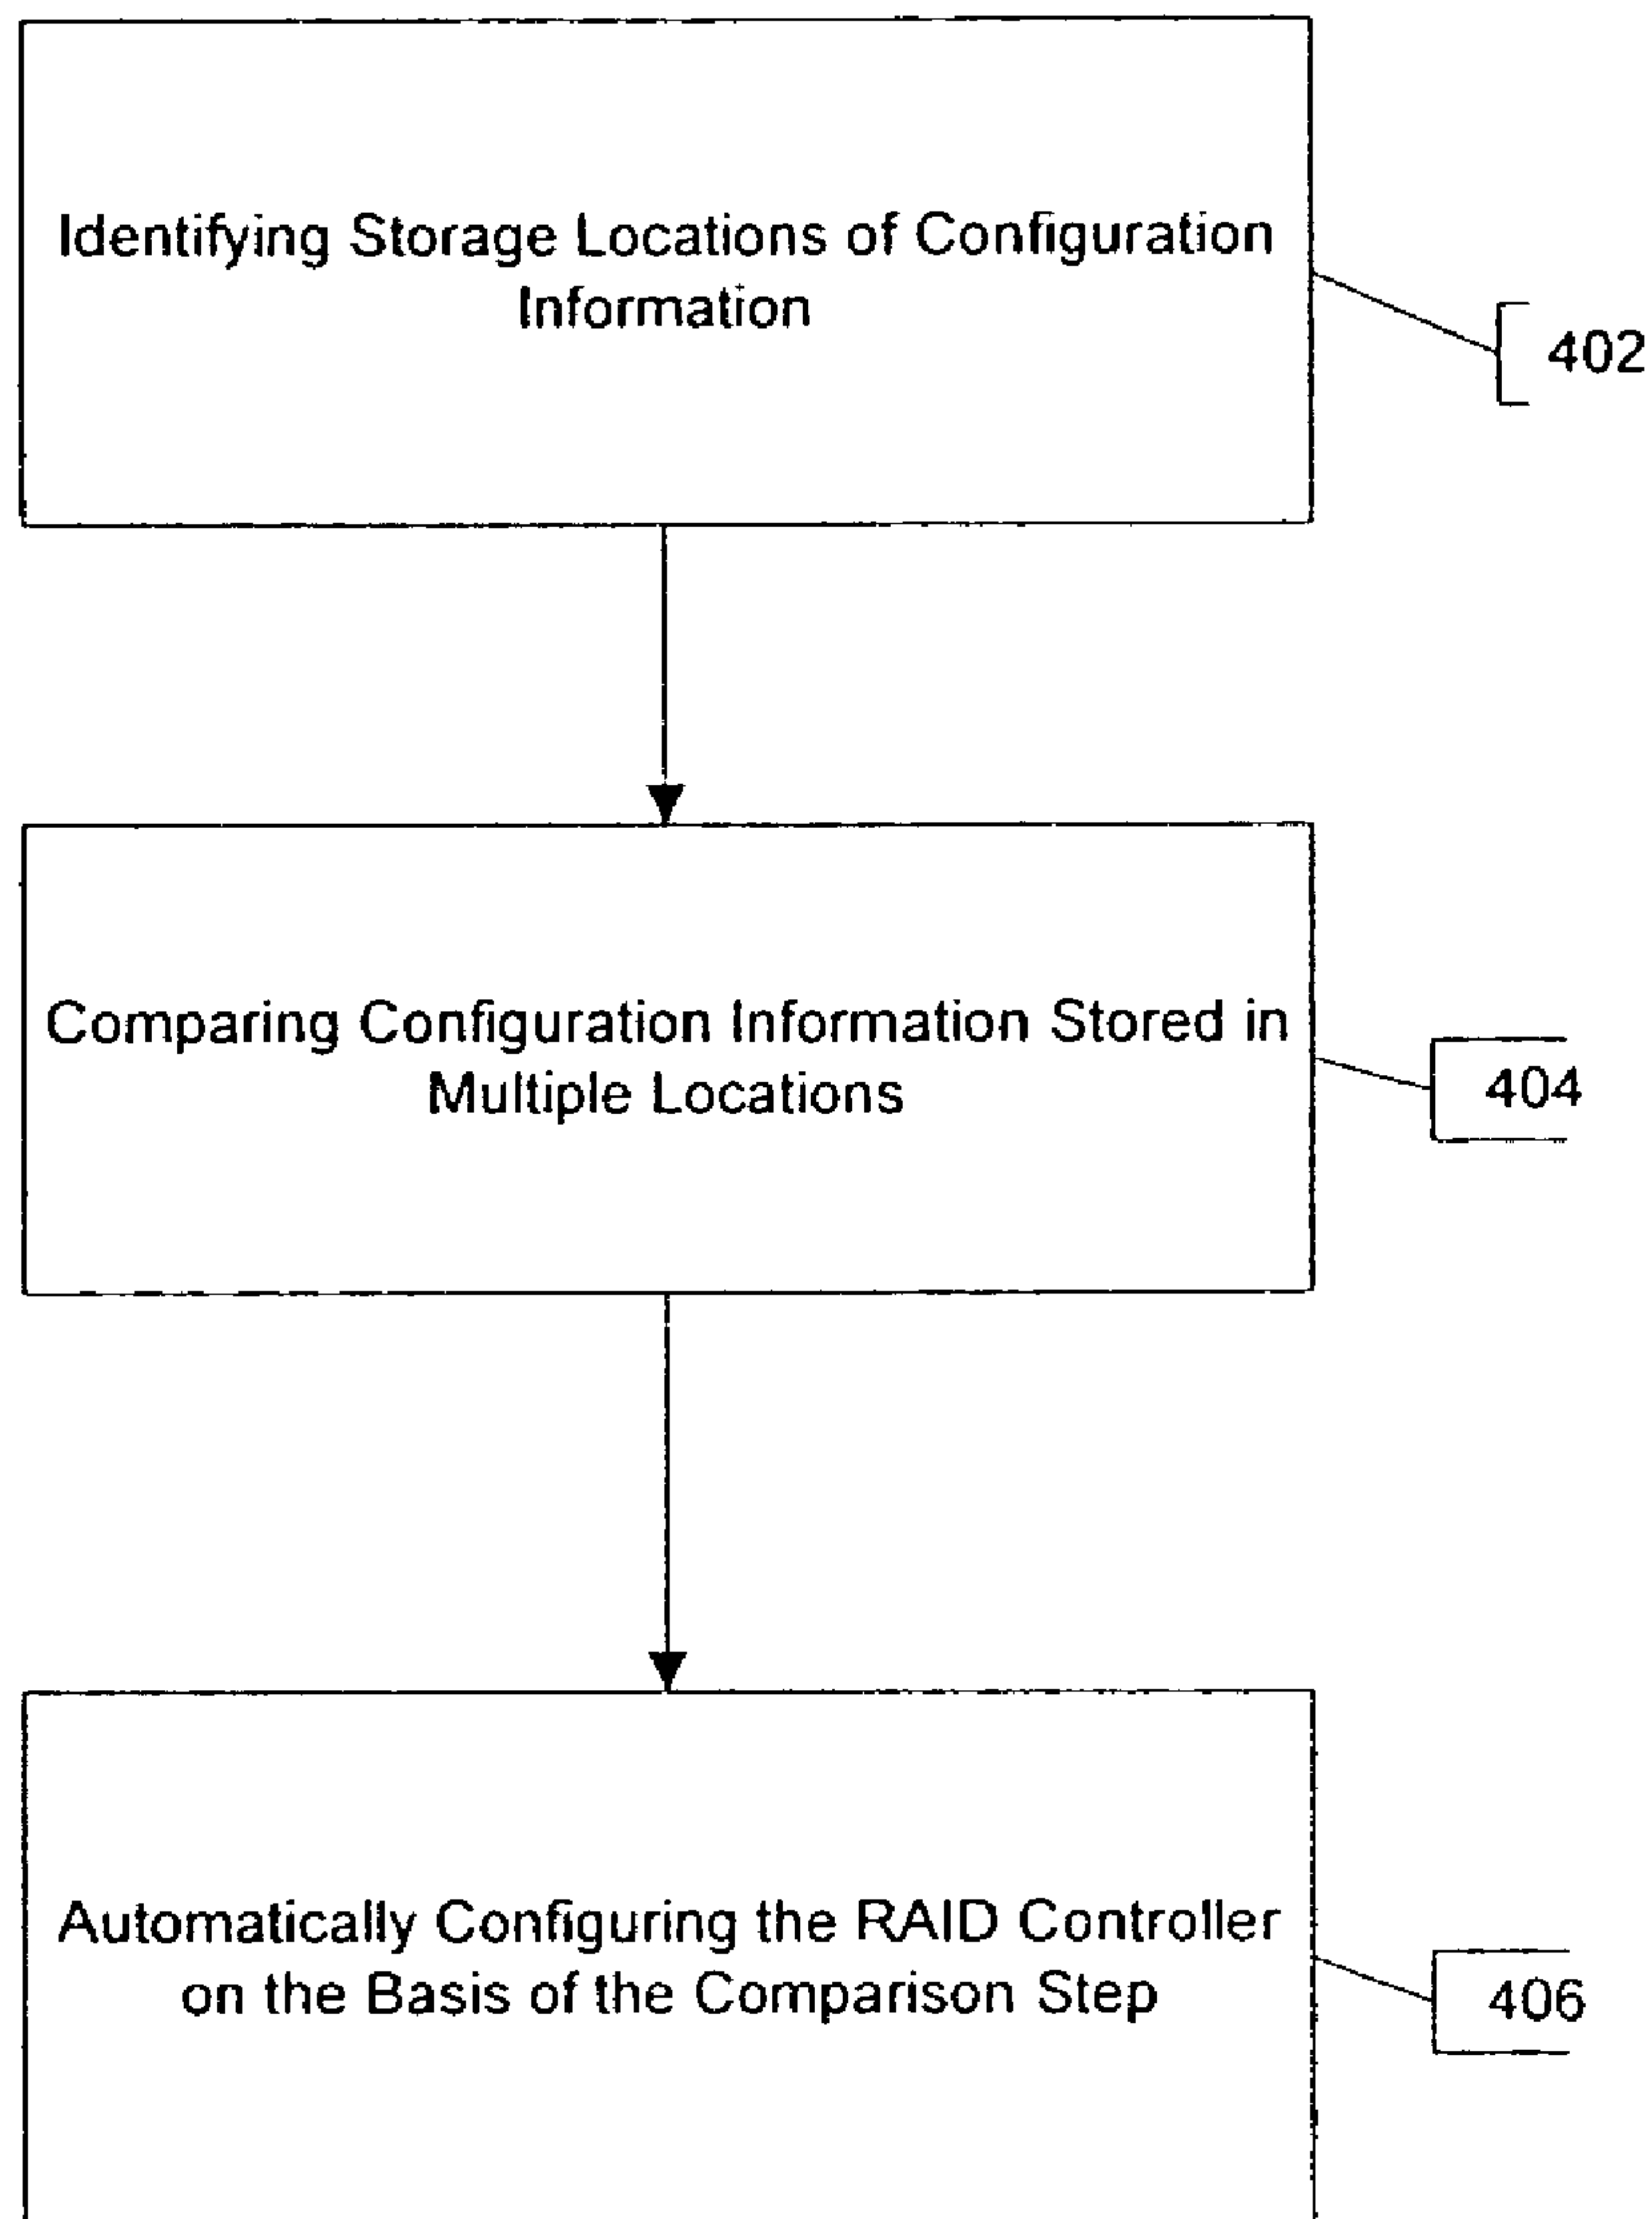 Identifying Storage Locations of Configuration
Information
402
Comparing Configuration Information Stored in
Multiple Locations
404
Automatically Configuring the RAID Controller
on the Basis of the Comparison Step
406